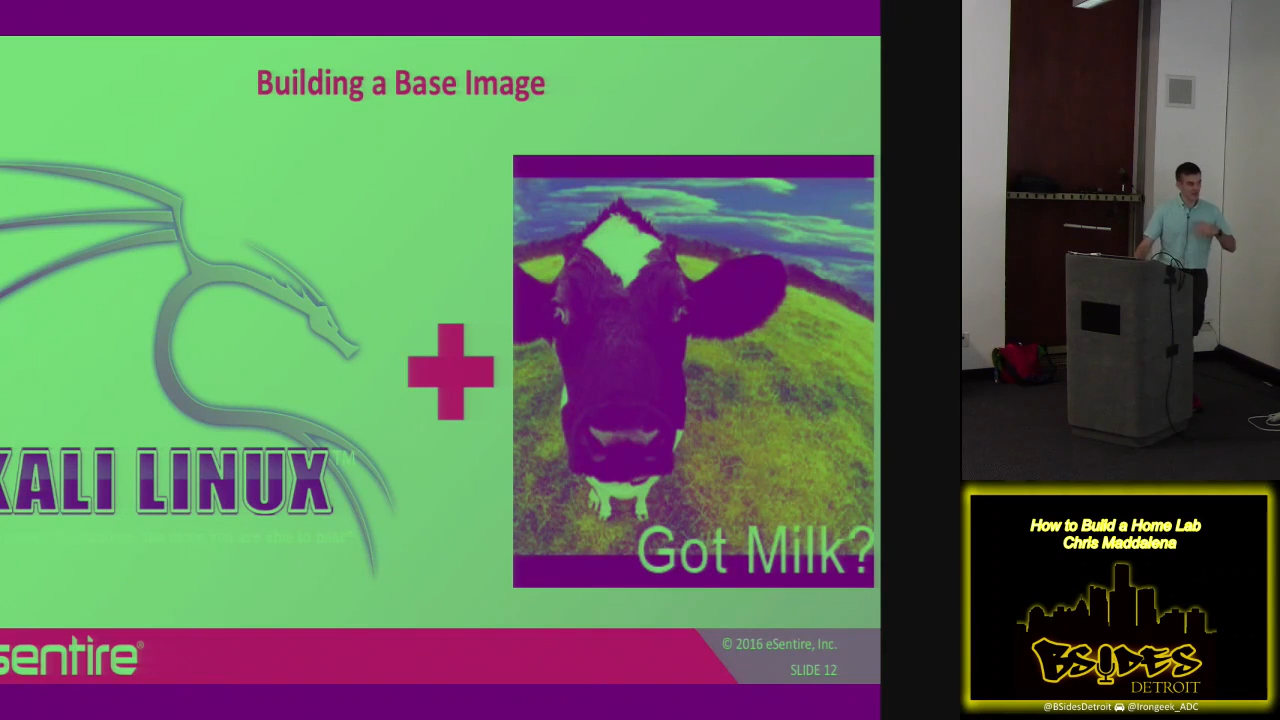 Building a Base Image
KALI LINUX™
Got Milk?
sentire®
© 2016 eSentire, Inc.
SLIDE 12
How to Build a Home Lab
Chris Maddalena
BSIDES
DETROIT
@BSidesDetroit @Irongeek_ADC